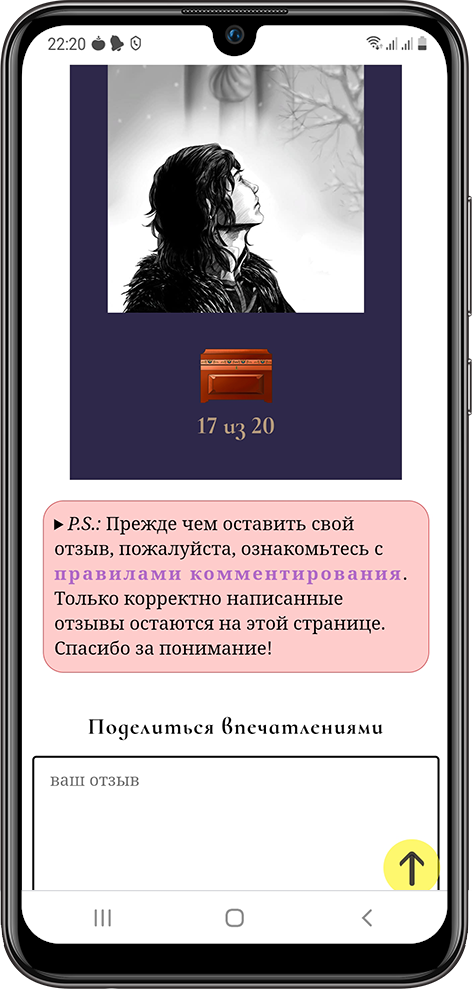 22:20
17 из 20
▸ P.S.: Прежде чем оставить свой
отзыв, пожалуйста, ознакомьтесь с
правилами комментирования.
Только корректно написанные
отзывы остаются на этой странице.
Спасибо за понимание!
Поделиться впечатлениями
ваш отзыв